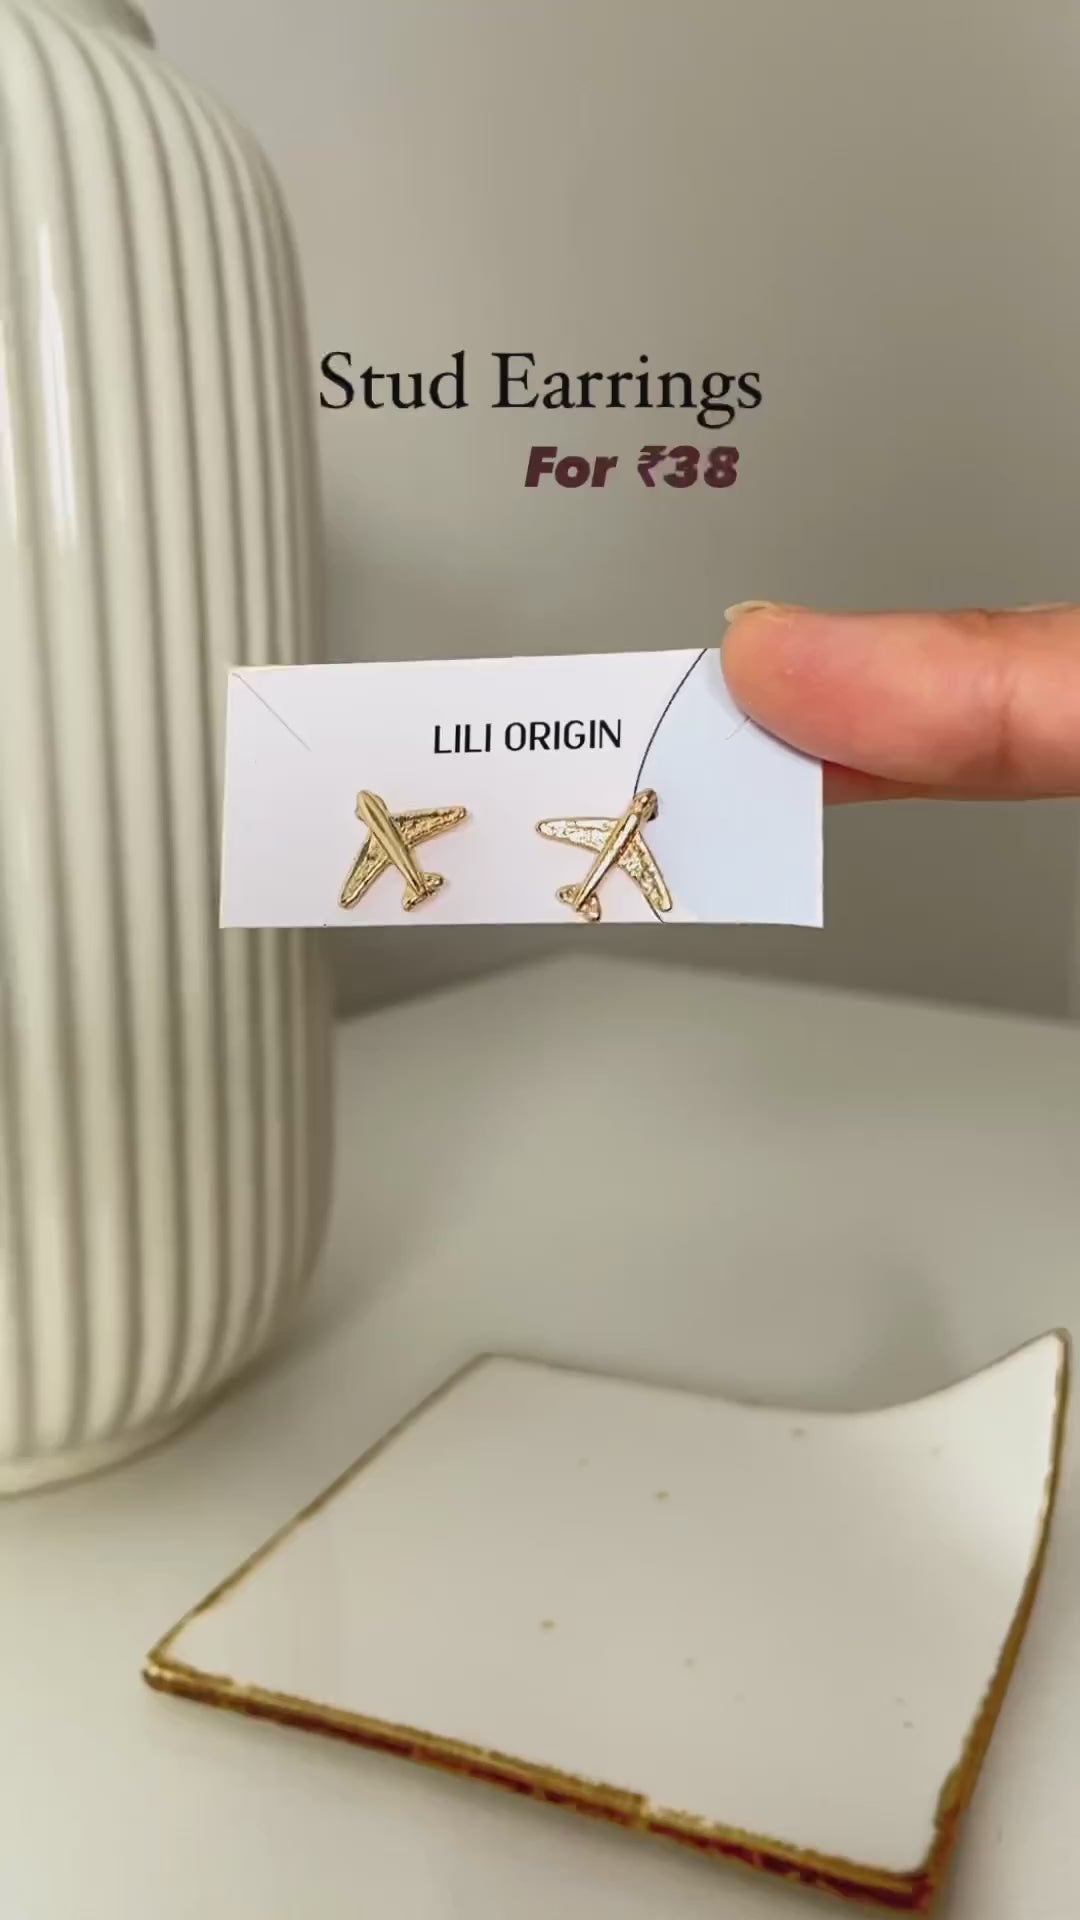 Stud Earrings
For ₹38
LILI ORIGIN